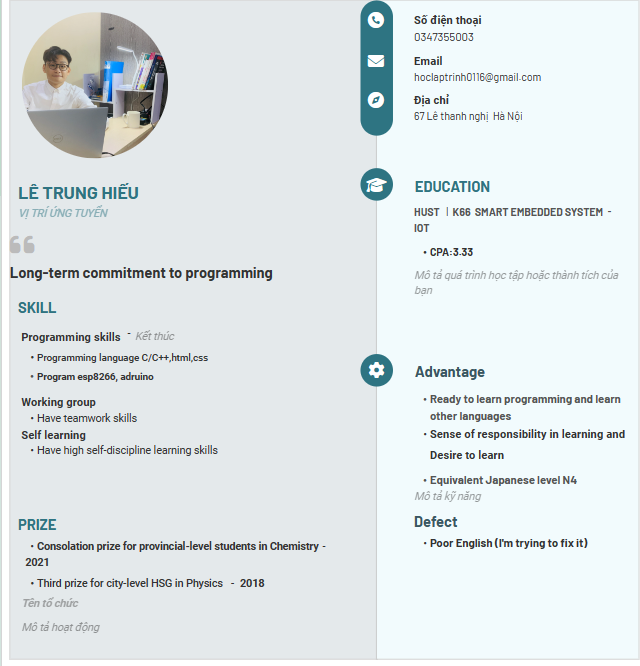 LÊ TRUNG HIẾU
VỊ TRÍ ỨNG TUYỂN
Long-term commitment to programming
SKILL
Programming skills - Kết thúc
• Programming language C/C++,html,css
• Program esp8266, adruino
Working group
• Have teamwork skills
Self learning
• Have high self-discipline learning skills
PRIZE
• Consolation prize for provincial-level students in Chemistry -
2021
• Third prize for city-level HSG in Physics - 2018
Tên tổ chức
Mô tả hoạt động
Số điện thoại
0347355003
Email
hoclaptrinh0116@gmail.com
Địa chỉ
67 Lê thanh nghị Hà Nội
EDUCATION
HUST | K66 SMART EMBEDDED SYSTEM -
IOT
• CPA:3.33
Mô tả quá trình học tập hoặc thành tích của
bạn
Advantage
• Ready to learn programming and learn
other languages
• Sense of responsibility in learning and
Desire to learn
• Equivalent Japanese level N4
Mô tả kỹ năng
Defect
• Poor English (I'm trying to fix it)